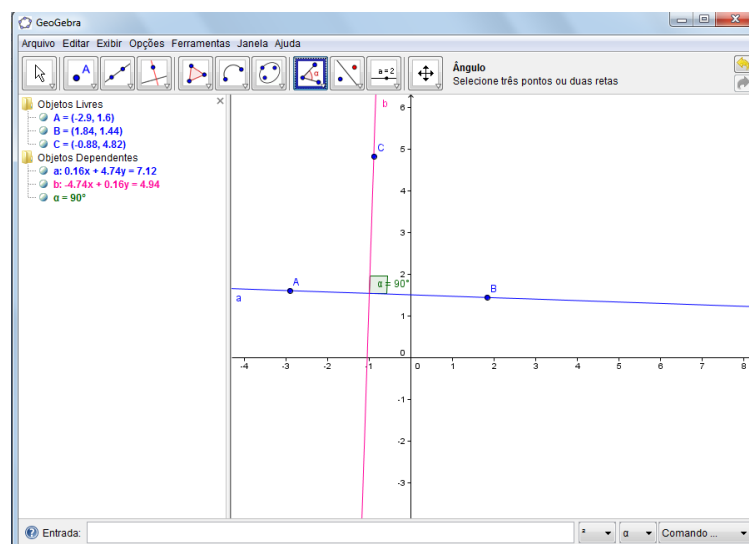 GeoGebra
Arquivo Editar Exibir Opções Ferramentas Janela Ajuda
A
α
a=2
Ângulo
Selecione três pontos ou duas retas
Objetos Livres
A = (-2.9, 1.6)
B = (1.84, 1.44)
C = (-0.88, 4.82)
Objetos Dependentes
a: 0.16x + 4.74y = 7.12
b: -4.74x + 0.16y = 4.94
α = 90°
b
6
C
5
4
3
2
α = 90°
A
B
a
1
0
-4 -3 -2 -1 0 1 2 3 4 5 6 7 8
-1
-2
-3
Entrada:
²
α
Comando ...